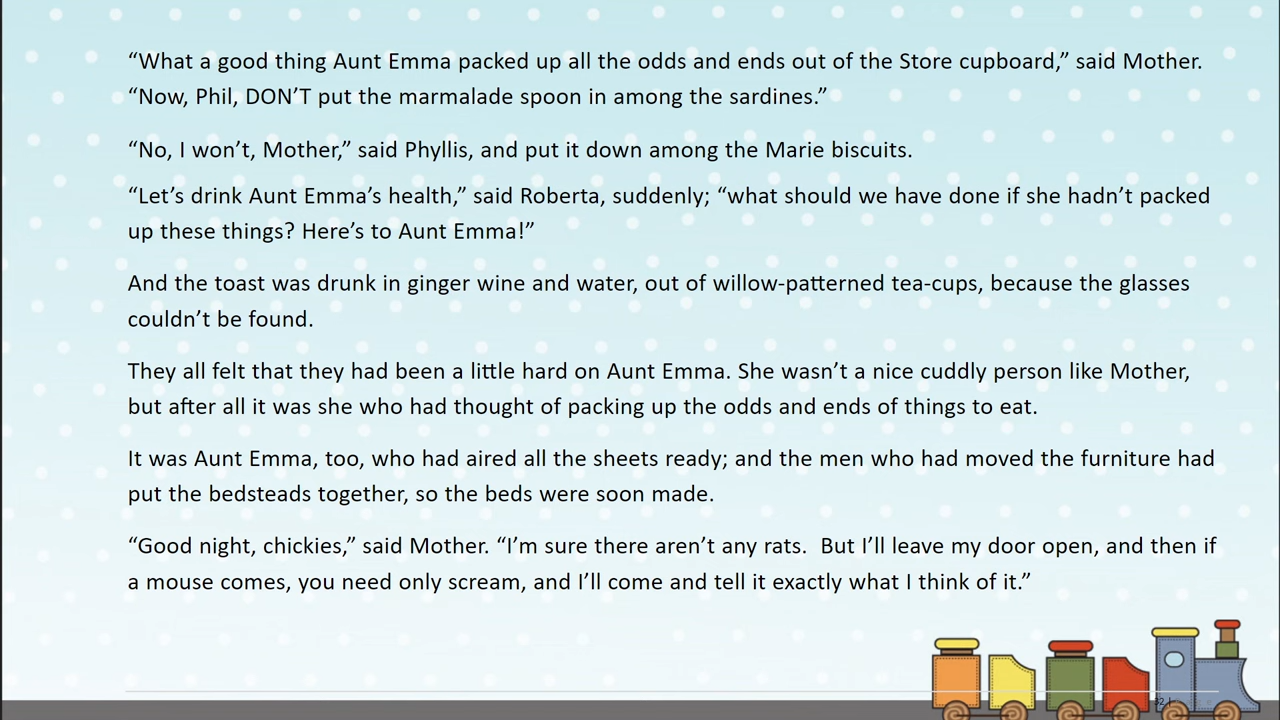 “What a good thing Aunt Emma packed up all the odds and ends out of the Store cupboard,” said Mother.
“Now, Phil, DON’T put the marmalade spoon in among the sardines.”
“No, I won’t, Mother,” said Phyllis, and put it down among the Marie biscuits.
“Let’s drink Aunt Emma’s health,” said Roberta, suddenly; “what should we have done if she hadn’t packed
up these things? Here’s to Aunt Emma!”
And the toast was drunk in ginger wine and water, out of willow-patterned tea-cups, because the glasses
couldn’t be found.
They all felt that they had been a little hard on Aunt Emma. She wasn’t a nice cuddly person like Mother,
but after all it was she who had thought of packing up the odds and ends of things to eat.
It was Aunt Emma, too, who had aired all the sheets ready; and the men who had moved the furniture had
put the bedsteads together, so the beds were soon made.
“Good night, chickies,” said Mother. “I’m sure there aren’t any rats.  But I’ll leave my door open, and then if
a mouse comes, you need only scream, and I’ll come and tell it exactly what I think of it.”